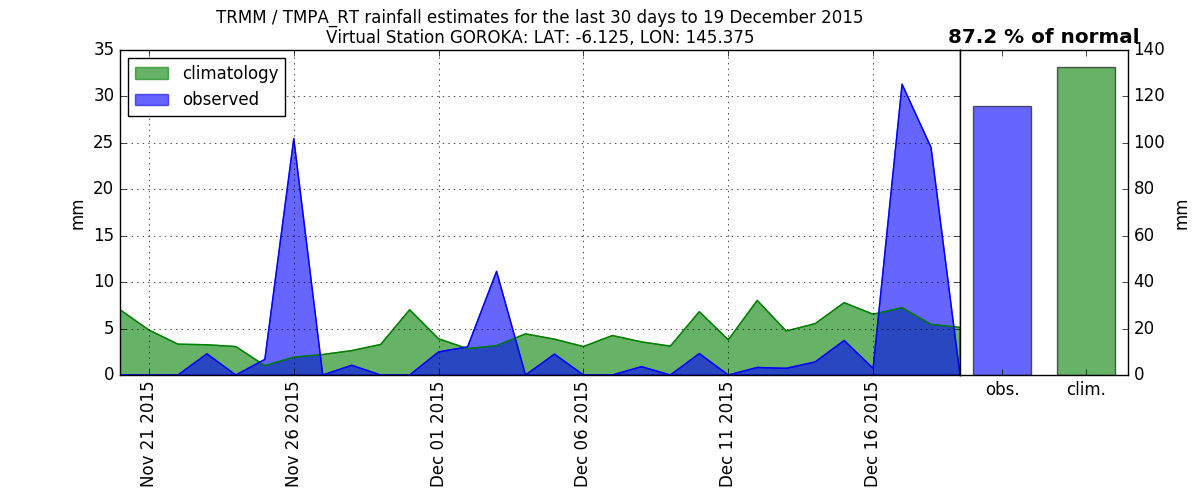 TRMM / TMPA_RT rainfall estimates for the last 30 days to 19 December 2015
Virtual Station GOROKA: LAT: -6.125, LON: 145.375
87.2 % of normal
climatology
observed
35
30
25
20
15
10
5
0
mm
Nov 21 2015
Nov 26 2015
Dec 01 2015
Dec 06 2015
Dec 11 2015
Dec 16 2015
140
120
100
80
60
40
20
0
mm
obs.
clim.